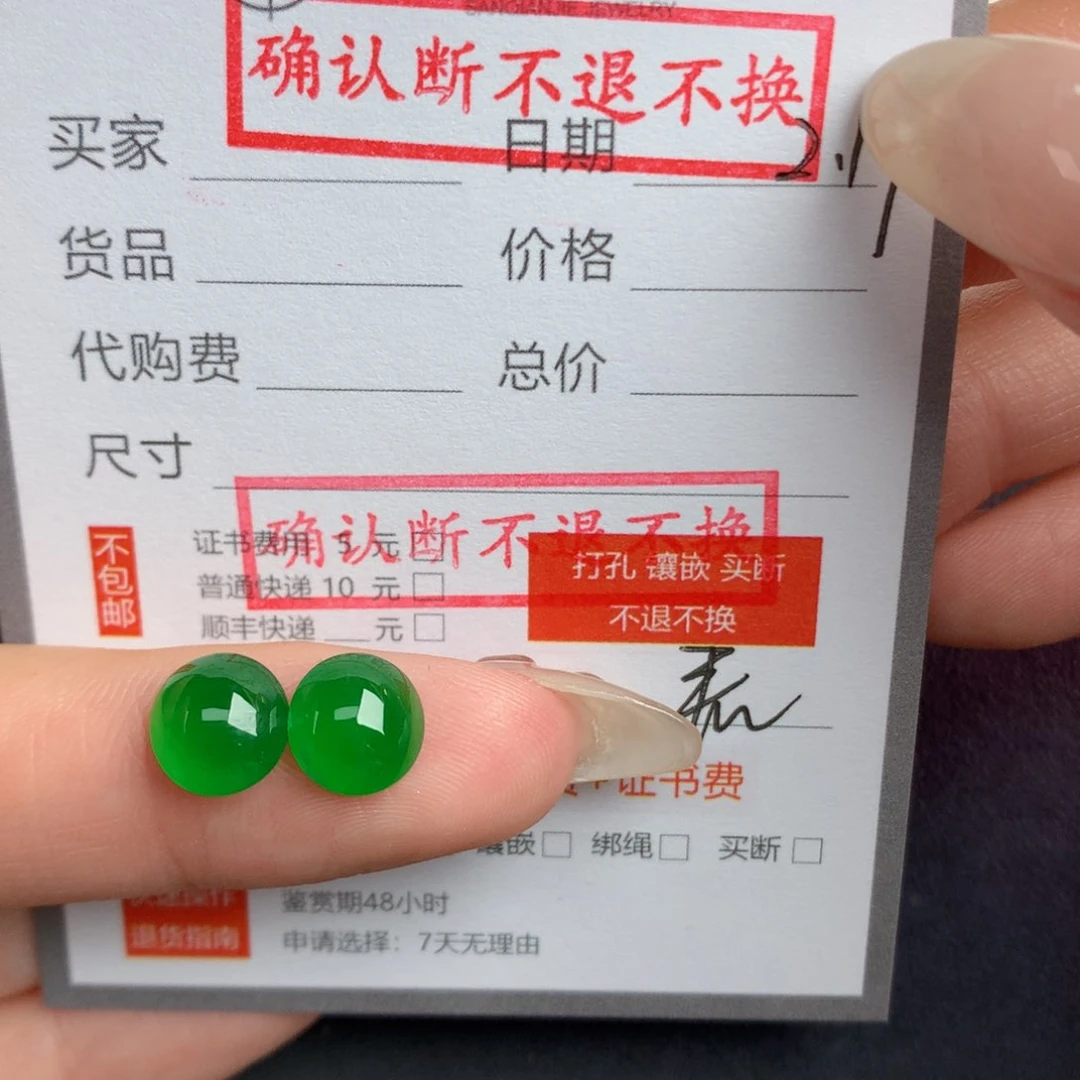 SANQIANJIE JEWELRY
确认断不退不换
买家 日期 2.1
货品 价格
代购费 总价
尺寸
确认断不退不换
不包邮
证书费用 5 元
普通快递 10 元
顺丰快递 元
打孔 镶嵌 买断
不退不换
证书费
镶嵌 绑绳 买断
退货指南
鉴赏期48小时
申请选择：7天无理由